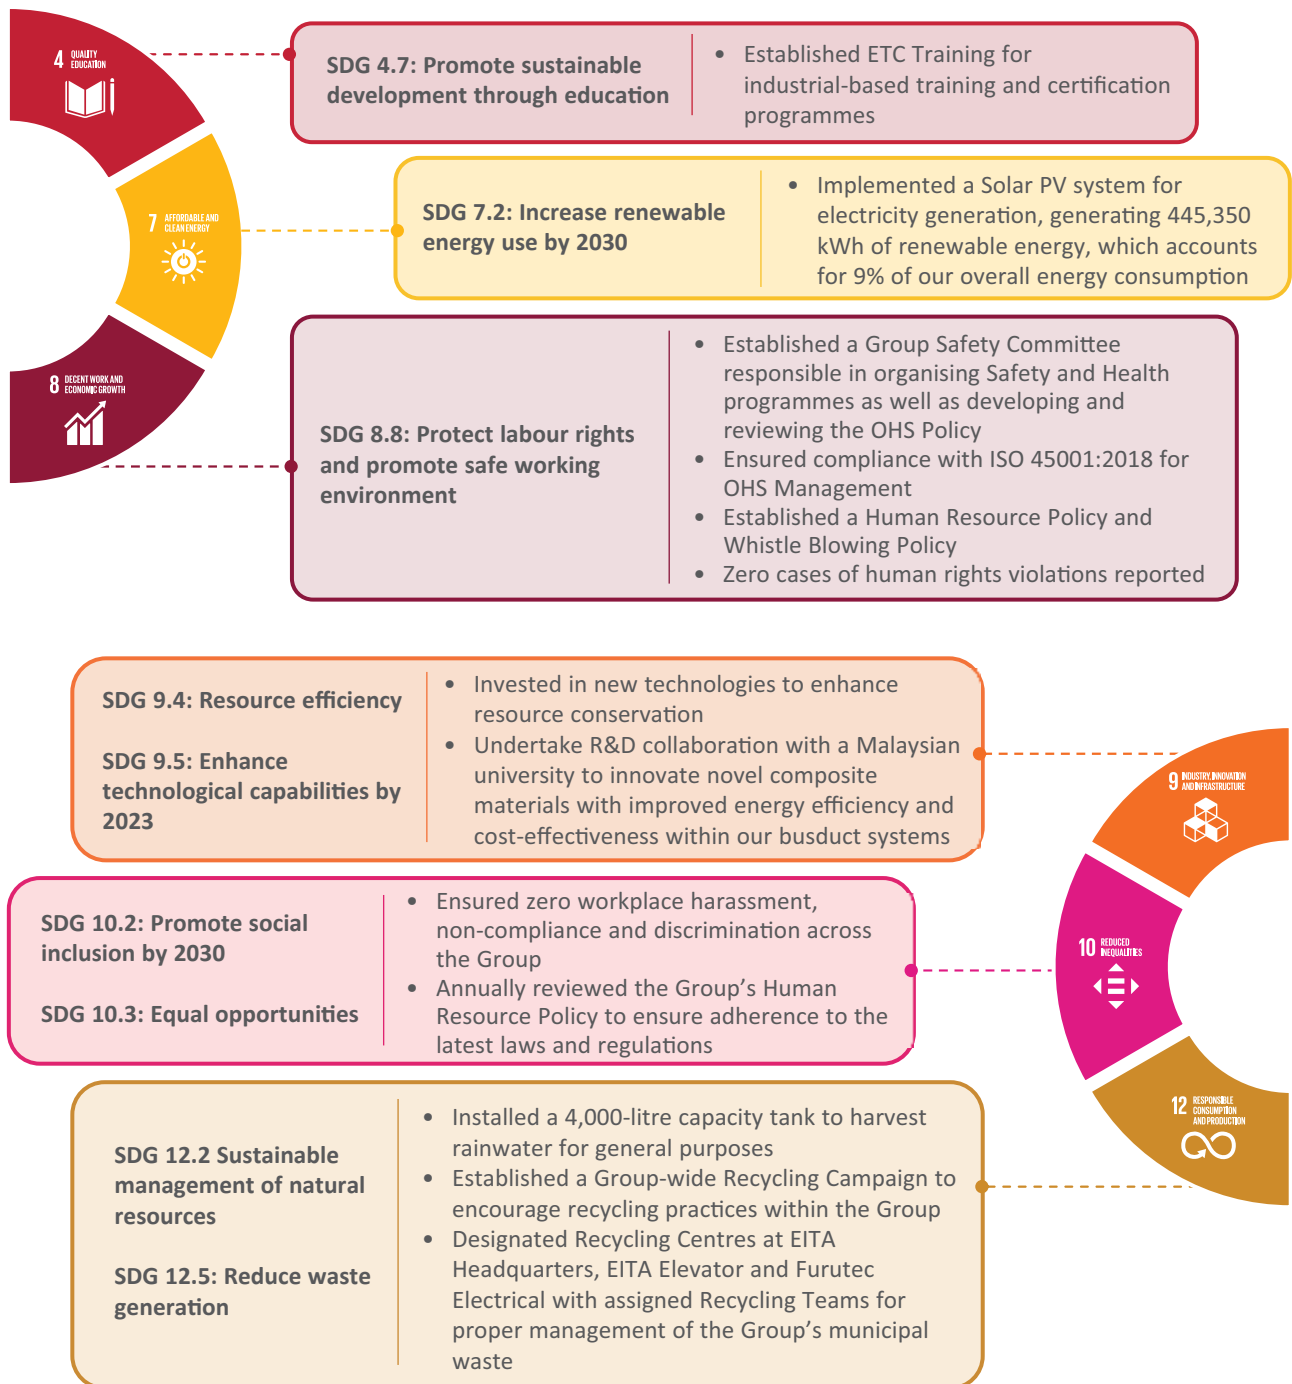 4 QUALITY
EDUCATION
SDG 4.7: Promote sustainable
development through education
• Established ETC Training for
industrial-based training and certification
programmes
7 AFFORDABLE AND
CLEAN ENERGY
SDG 7.2: Increase renewable
energy use by 2030
• Implemented a Solar PV system for
electricity generation, generating 445,350
kWh of renewable energy, which accounts
for 9% of our overall energy consumption
8 DECENT WORK AND
ECONOMIC GROWTH
SDG 8.8: Protect labour rights
and promote safe working
environment
• Established a Group Safety Committee
responsible in organising Safety and Health
programmes as well as developing and
reviewing the OHS Policy
• Ensured compliance with ISO 45001:2018 for
OHS Management
• Established a Human Resource Policy and
Whistle Blowing Policy
• Zero cases of human rights violations reported
SDG 9.4: Resource efficiency
SDG 9.5: Enhance
technological capabilities by
2023
• Invested in new technologies to enhance
resource conservation
• Undertake R&D collaboration with a Malaysian
university to innovate novel composite
materials with improved energy efficiency and
cost-effectiveness within our busduct systems
9 INDUSTRY, INNOVATION
AND INFRASTRUCTURE
SDG 10.2: Promote social
inclusion by 2030
SDG 10.3: Equal opportunities
• Ensured zero workplace harassment,
non-compliance and discrimination across
the Group
• Annually reviewed the Group's Human
Resource Policy to ensure adherence to the
latest laws and regulations
10 REDUCED
INEQUALITIES
SDG 12.2 Sustainable
management of natural
resources
SDG 12.5: Reduce waste
generation
• Installed a 4,000-litre capacity tank to harvest
rainwater for general purposes
• Established a Group-wide Recycling Campaign to
encourage recycling practices within the Group
• Designated Recycling Centres at EITA
Headquarters, EITA Elevator and Furutec
Electrical with assigned Recycling Teams for
proper management of the Group's municipal
waste
12 RESPONSIBLE
CONSUMPTION
AND PRODUCTION